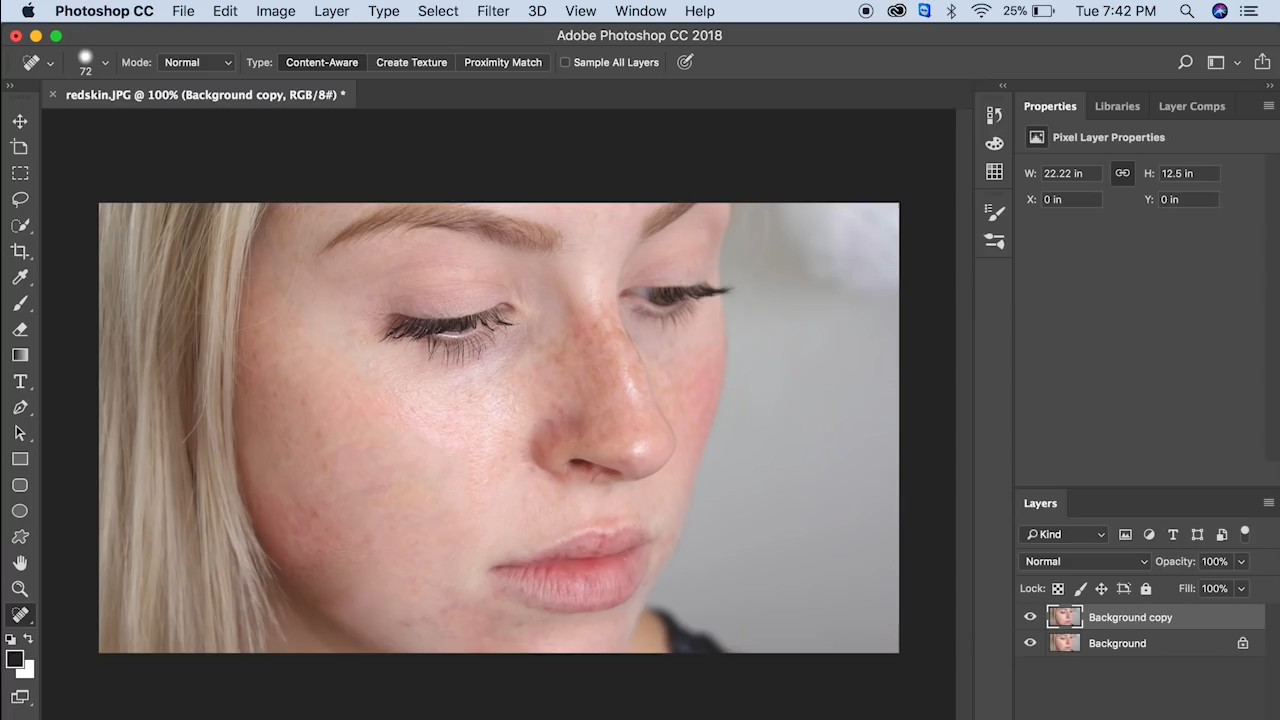 Photoshop CC File Edit Image Layer Type Select Filter 3D View Window Help 25% Tue 7:42 PM
Adobe Photoshop CC 2018
72 Mode: Normal Type: Content-Aware Create Texture Proximity Match Sample All Layers
redskin.JPG @ 100% (Background copy, RGB/8#) *
Properties Libraries Layer Comps
Pixel Layer Properties
W: 22.22 in H: 12.5 in
X: 0 in Y: 0 in
Layers
Kind
Normal Opacity: 100%
Lock: Fill: 100%
Background copy
Background